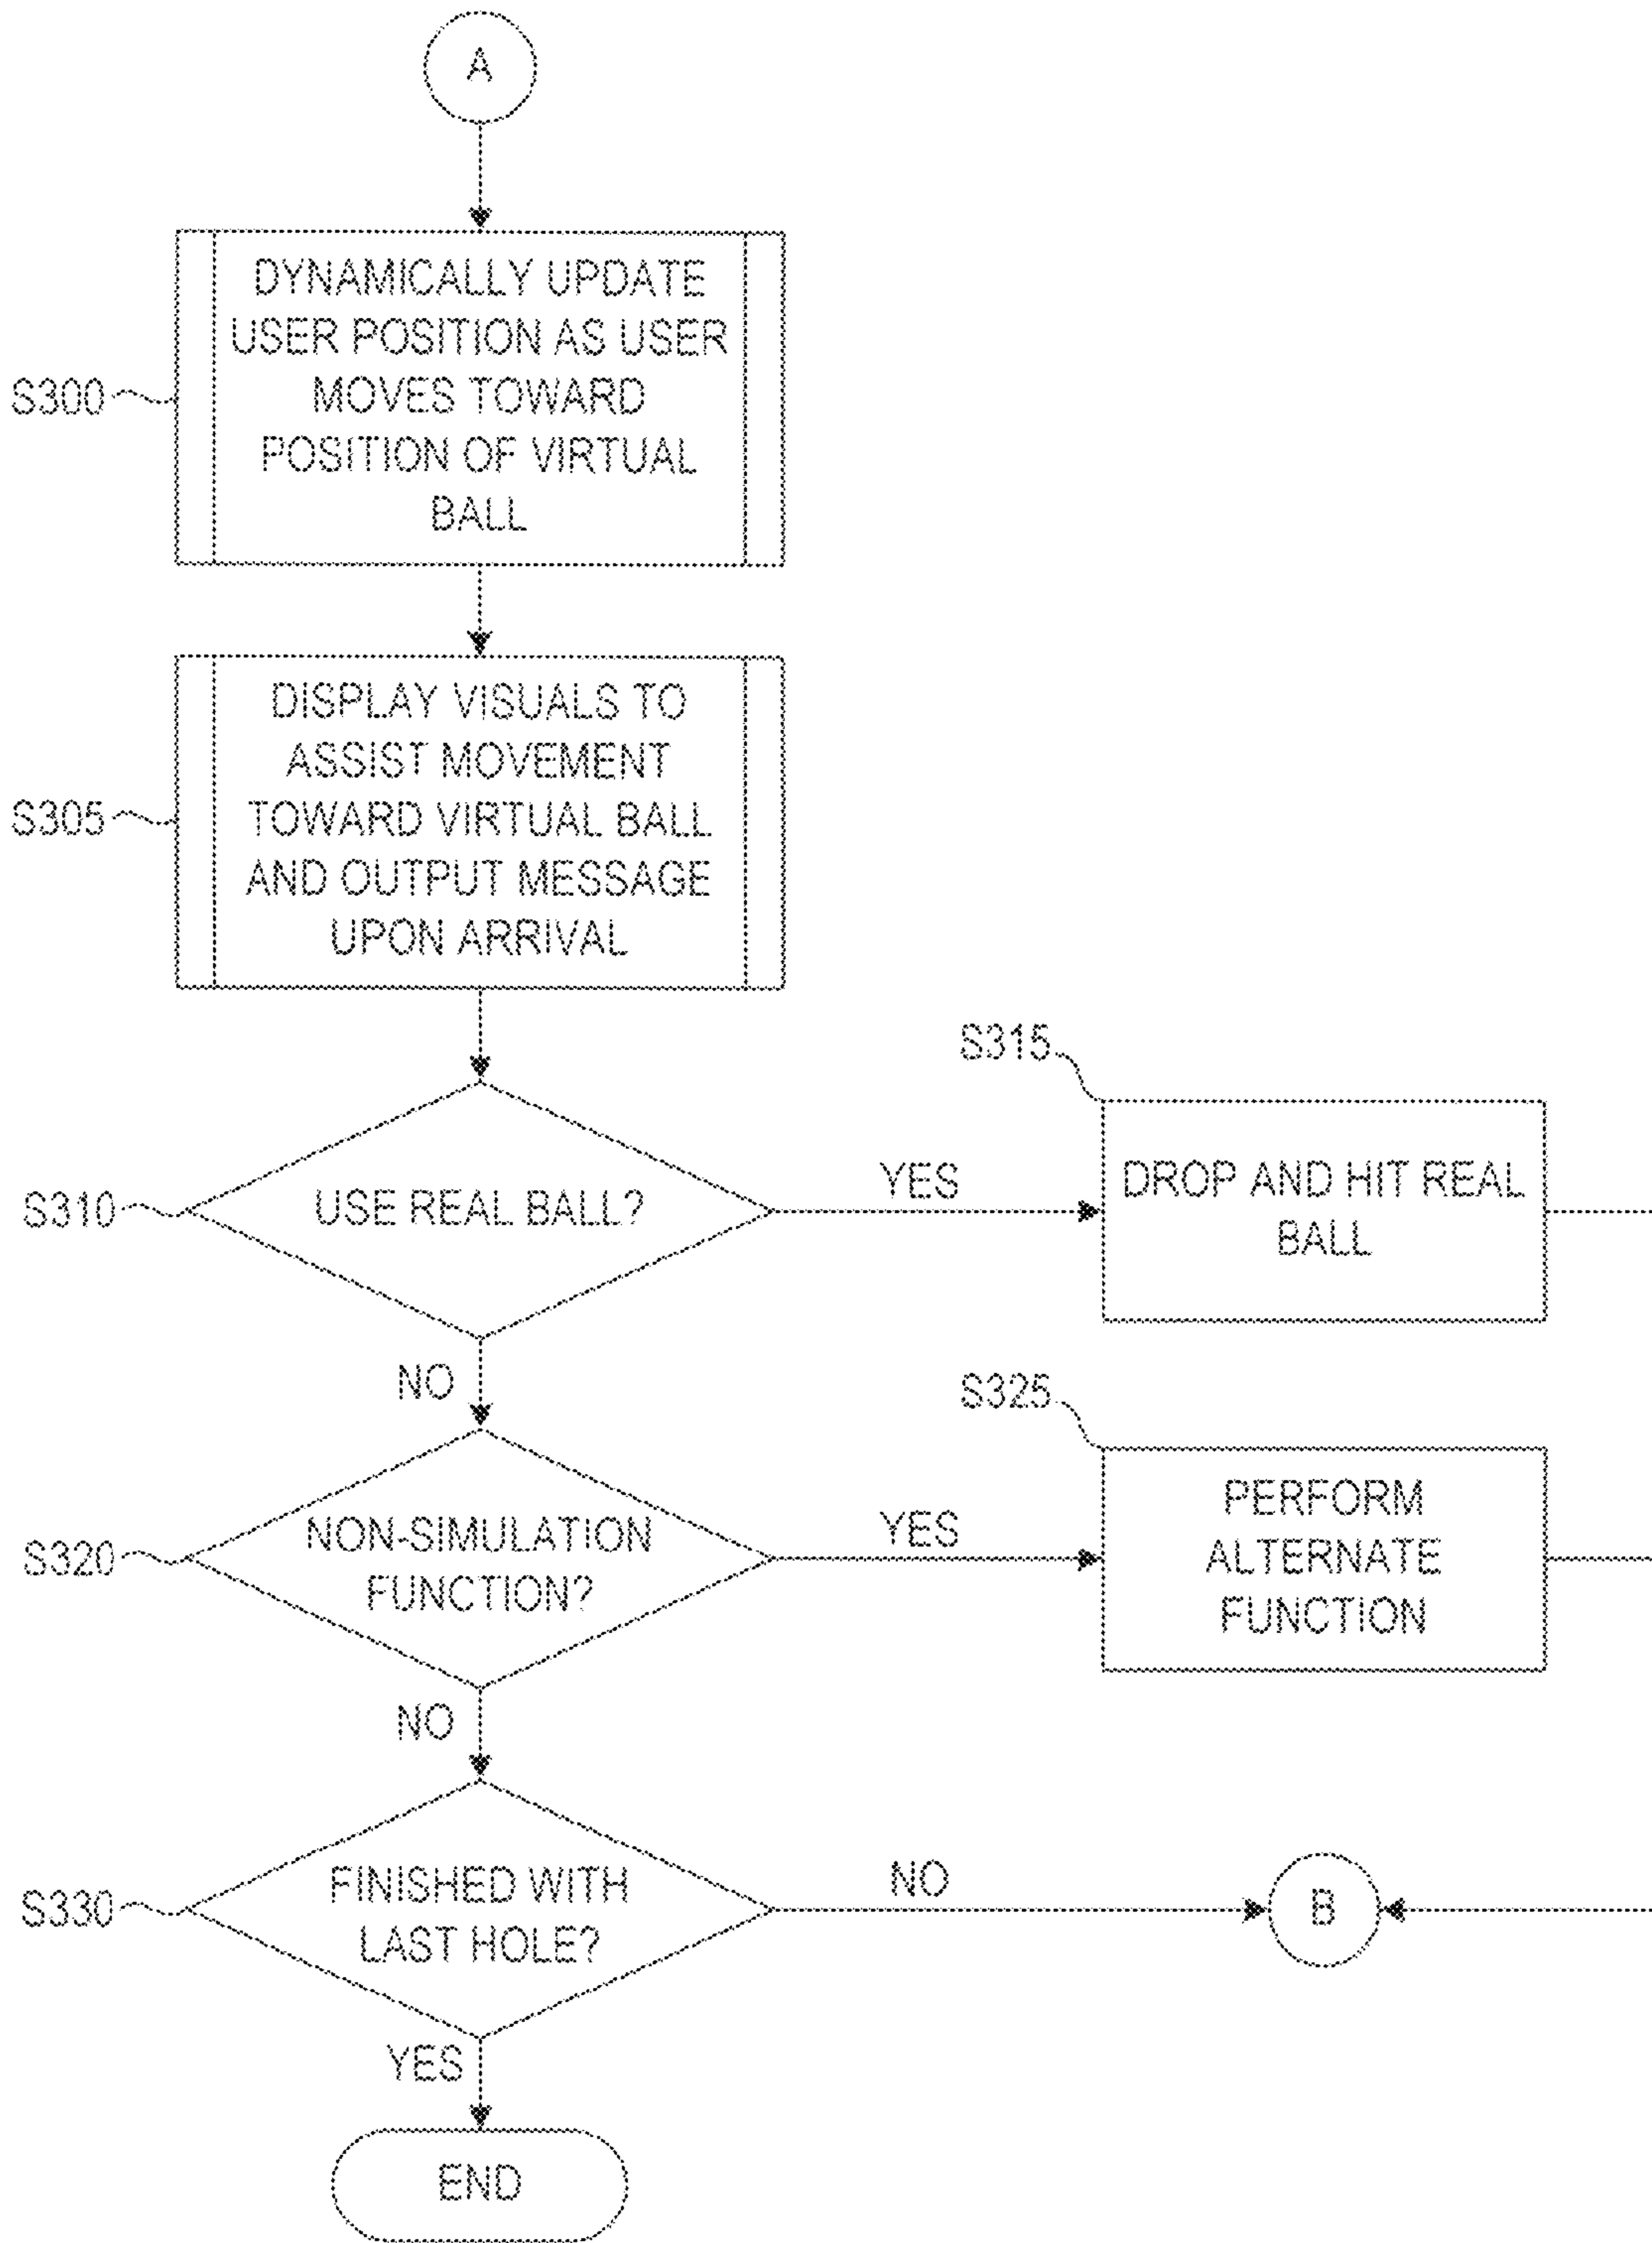 A
DYNAMICALLY UPDATE
USER POSITION AS USER
MOVES TOWARD
POSITION OF VIRTUAL
BALL
S300
DISPLAY VISUALS TO
ASSIST MOVEMENT
TOWARD VIRTUAL BALL
AND OUTPUT MESSAGE
UPON ARRIVAL
S305
S310
USE REAL BALL?
YES
S315
DROP AND HIT REAL
BALL
NO
S320
NON-SIMULATION
FUNCTION?
YES
S325
PERFORM
ALTERNATE
FUNCTION
NO
S330
FINISHED WITH
LAST HOLE?
NO
B
YES
END